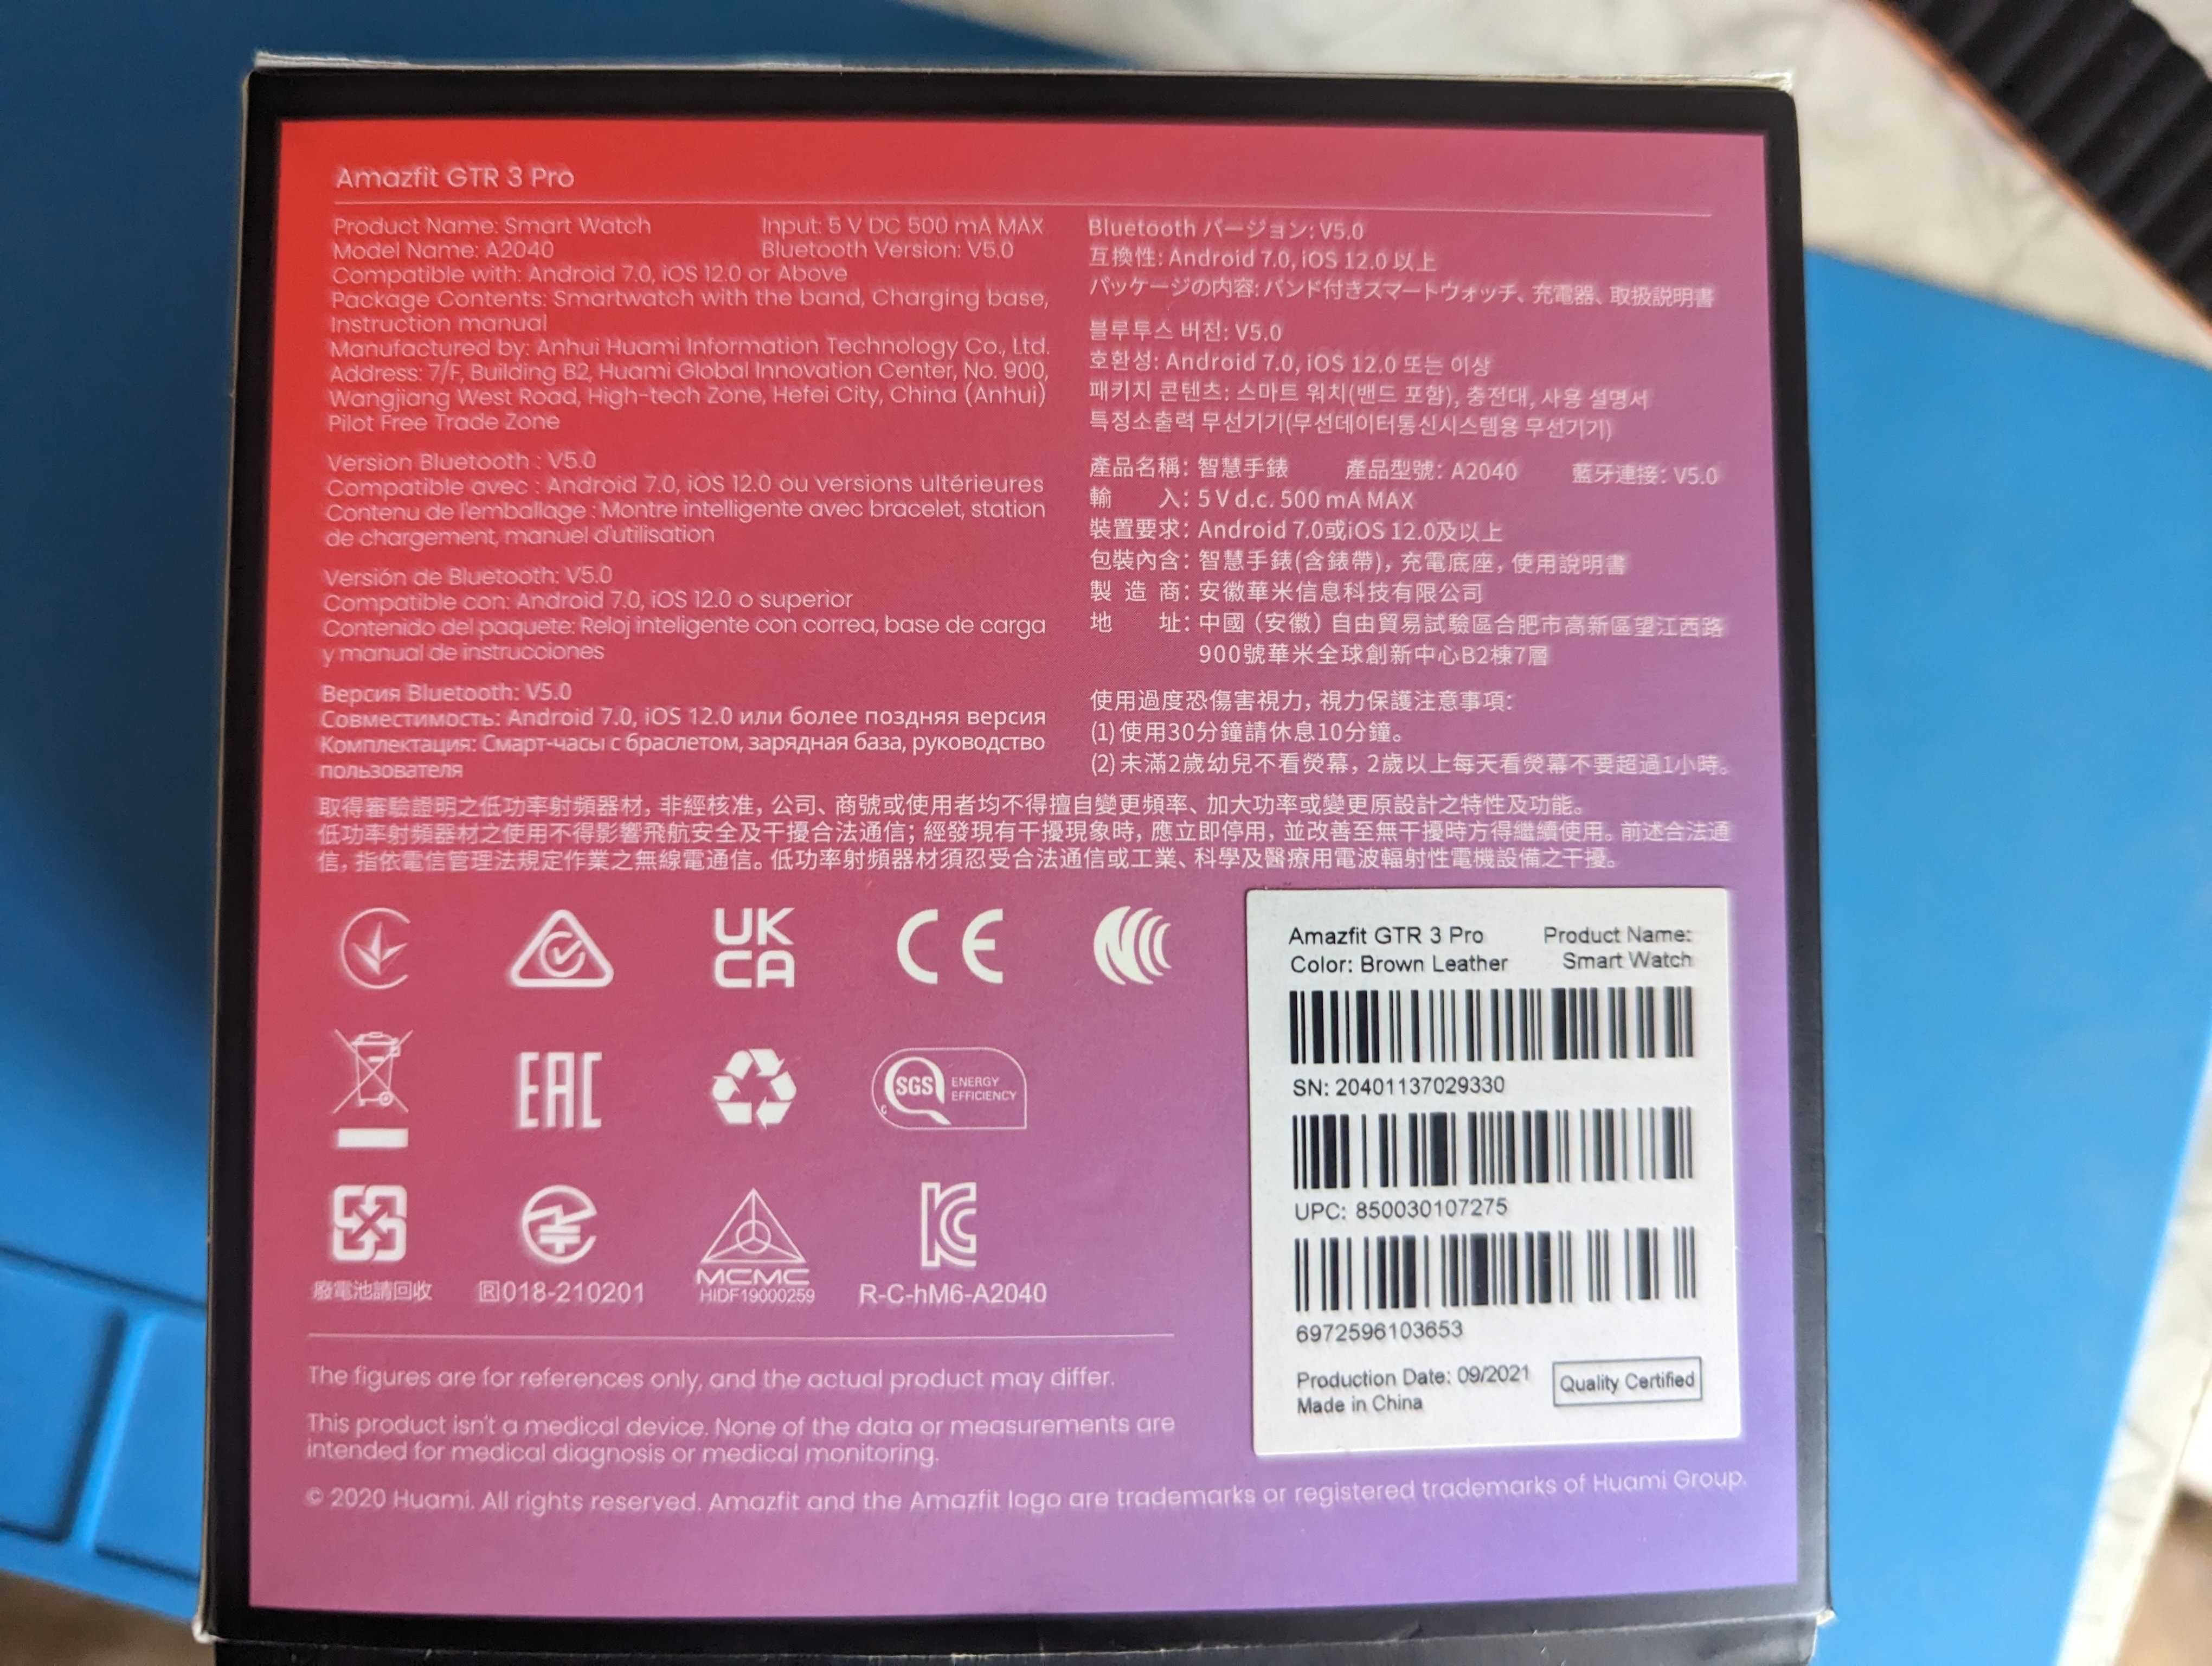 Amazfit GTR 3 Pro
Product Name: Smart Watch Input: 5 V DC 500 mA MAX
Model Name: A2040 Bluetooth Version: V5.0
Compatible with: Android 7.0, iOS 12.0 or Above
Package Contents: Smartwatch with the band, Charging base,
Instruction manual
Manufactured by: Anhui Huami Information Technology Co., Ltd.
Address: 7/F, Building B2, Huami Global Innovation Center, No. 900,
Wangjiang West Road, High-tech Zone, Hefei City, China (Anhui)
Pilot Free Trade Zone
Version Bluetooth : V5.0
Compatible avec : Android 7.0, iOS 12.0 ou versions ultérieures
Contenu de l'emballage : Montre intelligente avec bracelet, station
de chargement, manuel d'utilisation
Versión de Bluetooth: V5.0
Compatible con: Android 7.0, iOS 12.0 o superior
Contenido del paquete: Reloj inteligente con correa, base de carga
y manual de instrucciones
Версия Bluetooth: V5.0
Совместимость: Android 7.0, iOS 12.0 или более поздняя версия
Комплектация: Смарт-часы с браслетом, зарядная база, руководство
пользователя
Bluetooth バージョン: V5.0
互換性: Android 7.0, iOS 12.0 以上
パッケージの内容: バンド付きスマートウォッチ、充電器、取扱説明書
블루투스 버전: V5.0
호환성: Android 7.0, iOS 12.0 또는 이상
패키지 콘텐츠: 스마트 워치(밴드 포함), 충전대, 사용 설명서
특정소출력 무선기기(무선데이터통신시스템용 무선기기)
產品名稱: 智慧手錶 產品型號: A2040 藍牙連接: V5.0
輸 入: 5 V d.c. 500 mA MAX
裝置要求: Android 7.0或iOS 12.0及以上
包裝內含: 智慧手錶(含錶帶), 充電底座, 使用說明書
製 造 商: 安徽華米信息科技有限公司
地 址: 中國（安徽）自由貿易試驗區合肥市高新區望江西路
900號華米全球創新中心B2棟7層
使用過度恐傷害視力, 視力保護注意事項:
(1) 使用30分鐘請休息10分鐘。
(2) 未滿2歲幼兒不看熒幕, 2歲以上每天看熒幕不要超過1小時。
取得審驗證明之低功率射頻器材, 非經核准, 公司、商號或使用者均不得擅自變更頻率、加大功率或變更原設計之特性及功能。
低功率射頻器材之使用不得影響飛航安全及干擾合法通信; 經發現有干擾現象時, 應立即停用, 並改善至無干擾時方得繼續使用。前述合法通
信, 指依電信管理法規定作業之無線電通信。低功率射頻器材須忍受合法通信或工業、科學及醫療用電波輻射性電機設備之干擾。
UK
CA
CE
EAC
SGS ENERGY
EFFICIENCY
廢電池請回收
R 018-210201
MCMC
HIDF19000259
R-C-hM6-A2040
Amazfit GTR 3 Pro Product Name:
Color: Brown Leather Smart Watch
SN: 20401137029330
UPC: 850030107275
6972596103653
Production Date: 09/2021
Made in China
Quality Certified
The figures are for references only, and the actual product may differ.
This product isn't a medical device. None of the data or measurements are
intended for medical diagnosis or medical monitoring.
© 2020 Huami. All rights reserved. Amazfit and the Amazfit logo are trademarks or registered trademarks of Huami Group.